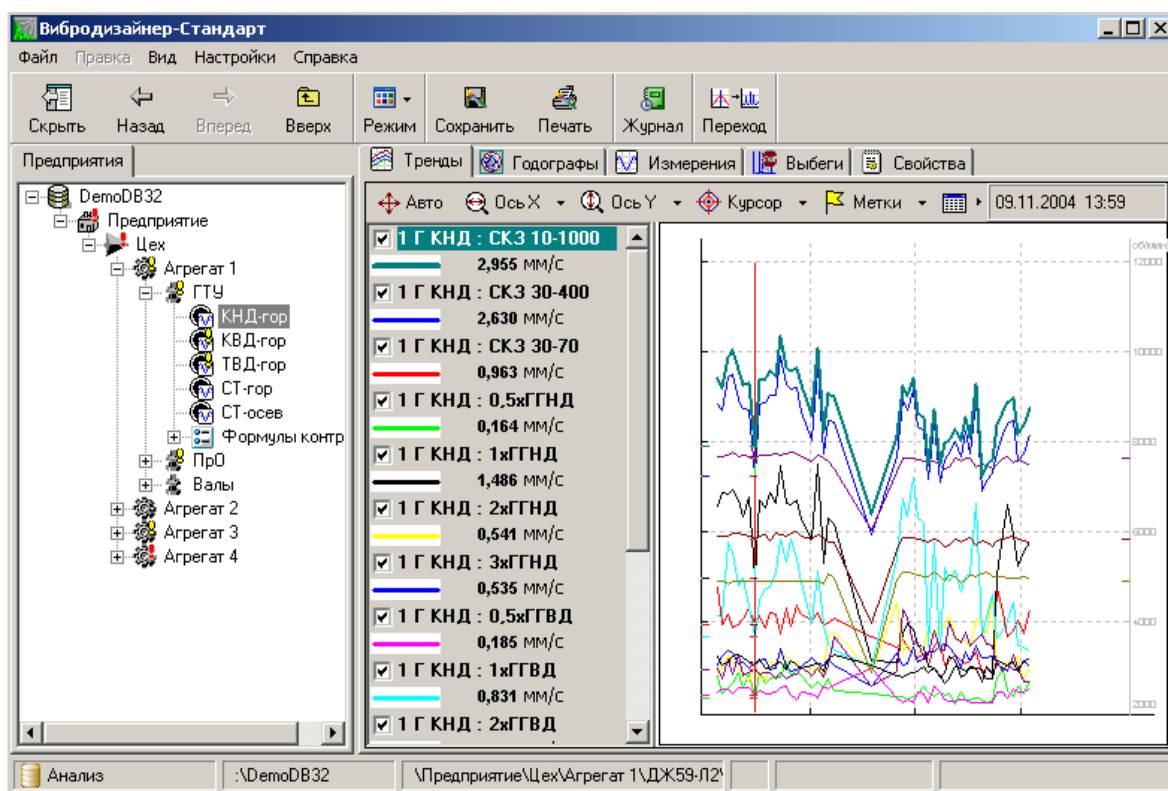 Вибродизайнер-Стандарт
Файл Правка Вид Настройки Справка
Скрыть Назад Вперед Вверх Режим Сохранить Печать Журнал Переход
Предприятия
Тренды Годографы Измерения Выбеги Свойства
DemoDB32
Предприятие
Цех
Агрегат 1
ГТУ
КНД-гор
КВД-гор
ТВД-гор
СТ-гор
СТ-осев
Формулы контр
ПрО
Валы
Агрегат 2
Агрегат 3
Агрегат 4
Авто Ось X Ось Y Курсор Метки 09.11.2004 13:59
1 Г КНД : СКЗ 10-1000
2,955 мм/с
1 Г КНД : СКЗ 30-400
2,630 мм/с
1 Г КНД : СКЗ 30-70
0,963 мм/с
1 Г КНД : 0,5хГГНД
0,164 мм/с
1 Г КНД : 1хГГНД
1,486 мм/с
1 Г КНД : 2хГГНД
0,541 мм/с
1 Г КНД : 3хГГНД
0,535 мм/с
1 Г КНД : 0,5хГГВД
0,185 мм/с
1 Г КНД : 1хГГВД
0,831 мм/с
1 Г КНД : 2хГГВД
об/мин
12000
10000
8000
6000
4000
2000
Анализ :\DemoDB32 \Предприятие\Цех\Агрегат 1\ДЖ59-Л2\